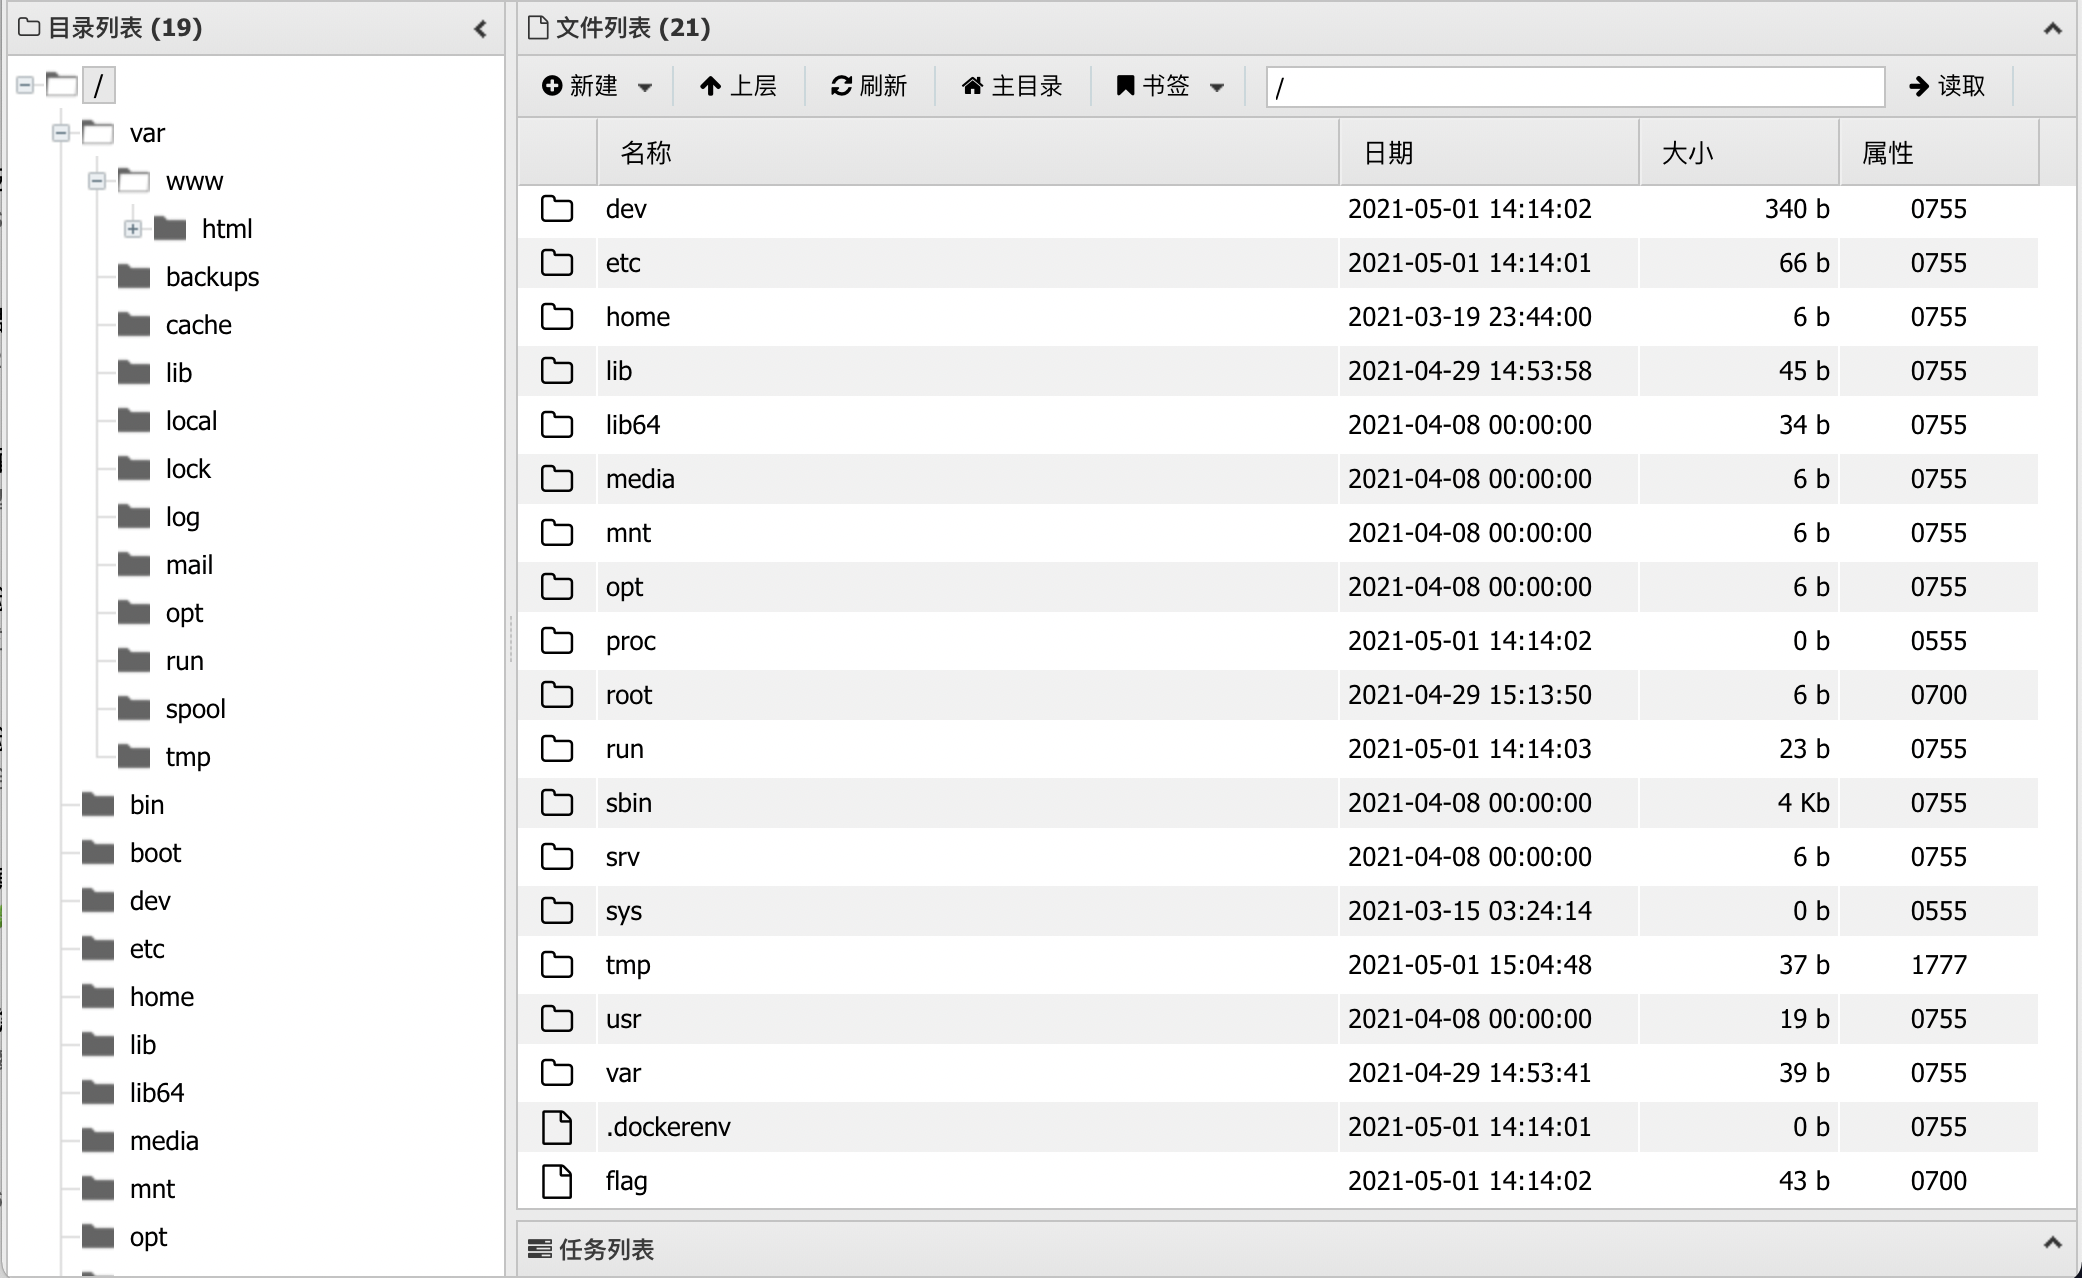 目录列表 (19)
/
var
www
html
backups
cache
lib
local
lock
log
mail
opt
run
spool
tmp
bin
boot
dev
etc
home
lib
lib64
media
mnt
opt
文件列表 (21)
新建 上层 刷新 主目录 书签 / 读取
名称 日期 大小 属性
dev 2021-05-01 14:14:02 340 b 0755
etc 2021-05-01 14:14:01 66 b 0755
home 2021-03-19 23:44:00 6 b 0755
lib 2021-04-29 14:53:58 45 b 0755
lib64 2021-04-08 00:00:00 34 b 0755
media 2021-04-08 00:00:00 6 b 0755
mnt 2021-04-08 00:00:00 6 b 0755
opt 2021-04-08 00:00:00 6 b 0755
proc 2021-05-01 14:14:02 0 b 0555
root 2021-04-29 15:13:50 6 b 0700
run 2021-05-01 14:14:03 23 b 0755
sbin 2021-04-08 00:00:00 4 Kb 0755
srv 2021-04-08 00:00:00 6 b 0755
sys 2021-03-15 03:24:14 0 b 0555
tmp 2021-05-01 15:04:48 37 b 1777
usr 2021-04-08 00:00:00 19 b 0755
var 2021-04-29 14:53:41 39 b 0755
.dockerenv 2021-05-01 14:14:01 0 b 0755
flag 2021-05-01 14:14:02 43 b 0700
任务列表